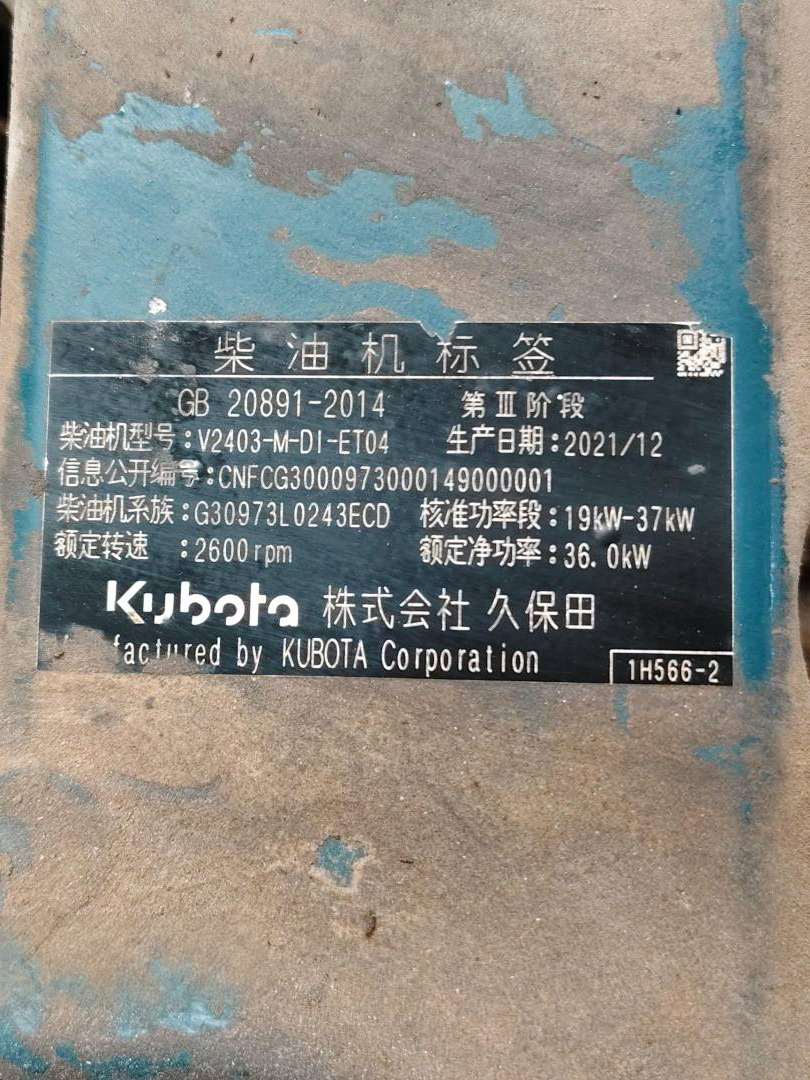 柴油机标签
GB 20891-2014 第Ⅲ阶段
柴油机型号:V2403-M-DI-ET04 生产日期:2021/12
信息公开编号:CNFCG3000973000149000001
柴油机系族:G30973L0243ECD 核准功率段:19kW-37kW
额定转速 :2600rpm 额定净功率:36.0kW
Kubota 株式会社 久保田
by KUBOTA Corporation
1H566-2